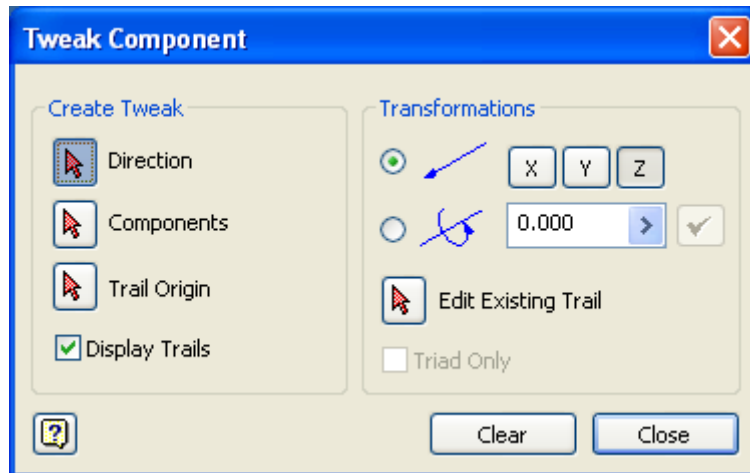 Tweak Component
Create Tweak
Direction
Components
Trail Origin
Display Trails
Transformations
X Y Z
0.000
Edit Existing Trail
Triad Only
?
Clear
Close